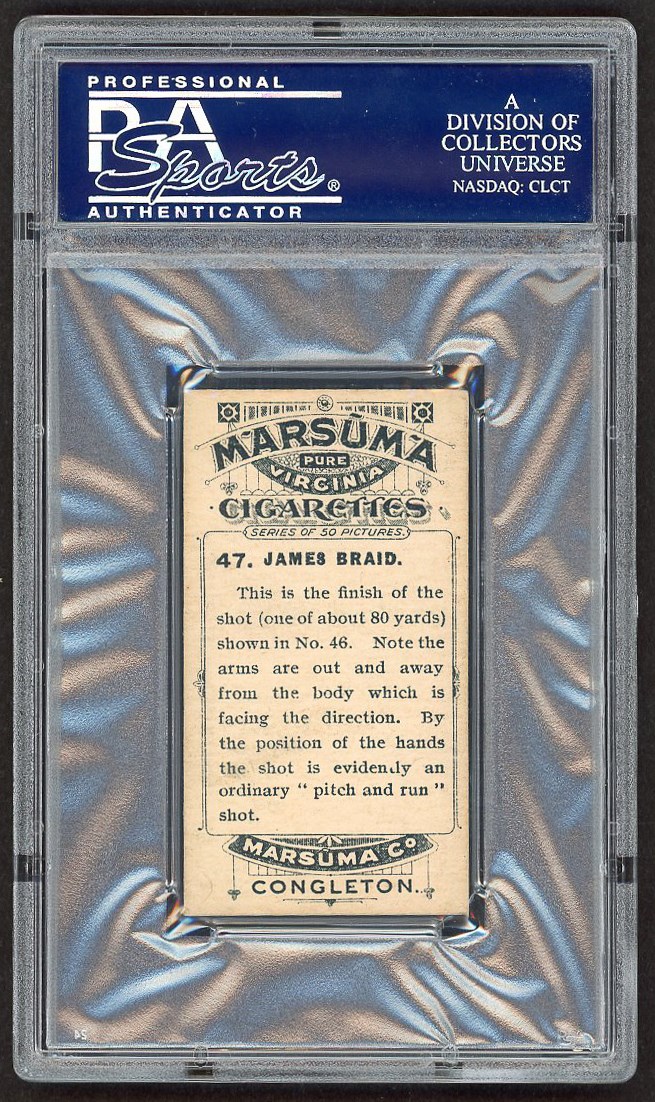 PROFESSIONAL
PSA
Sports®
AUTHENTICATOR
A
DIVISION OF
COLLECTORS
UNIVERSE
NASDAQ: CLCT
MARSŪMA
PURE
VIRGINIA
CIGARETTES
SERIES OF 50 PICTURES.
47. JAMES BRAID.
This is the finish of the
shot (one of about 80 yards)
shown in No. 46. Note the
arms are out and away
from the body which is
facing the direction. By
the position of the hands
the shot is evidently an
ordinary “ pitch and run ”
shot.
MARSŪMA Cº
CONGLETON.